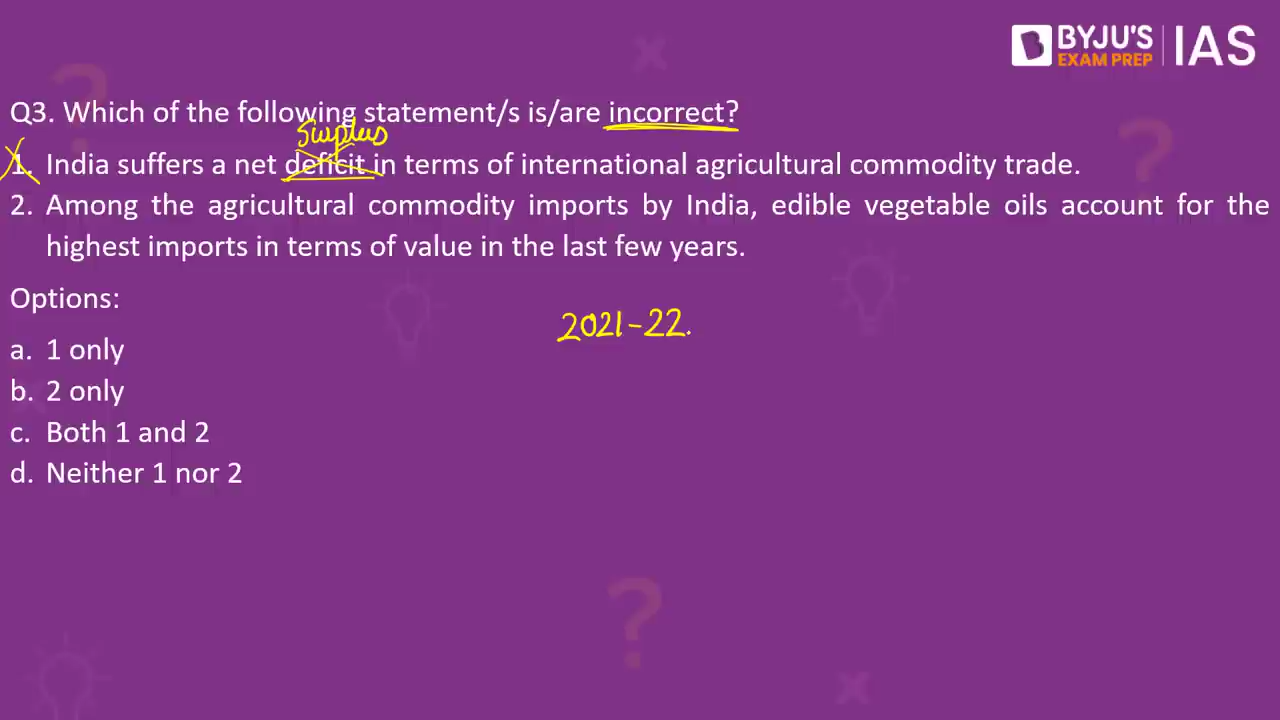 BYJU'S
EXAM PREP
IAS
Q3. Which of the following statement/s is/are incorrect?
Surplus
1. India suffers a net deficit in terms of international agricultural commodity trade.
2. Among the agricultural commodity imports by India, edible vegetable oils account for the
highest imports in terms of value in the last few years.
Options:
2021-22.
a. 1 only
b. 2 only
c. Both 1 and 2
d. Neither 1 nor 2